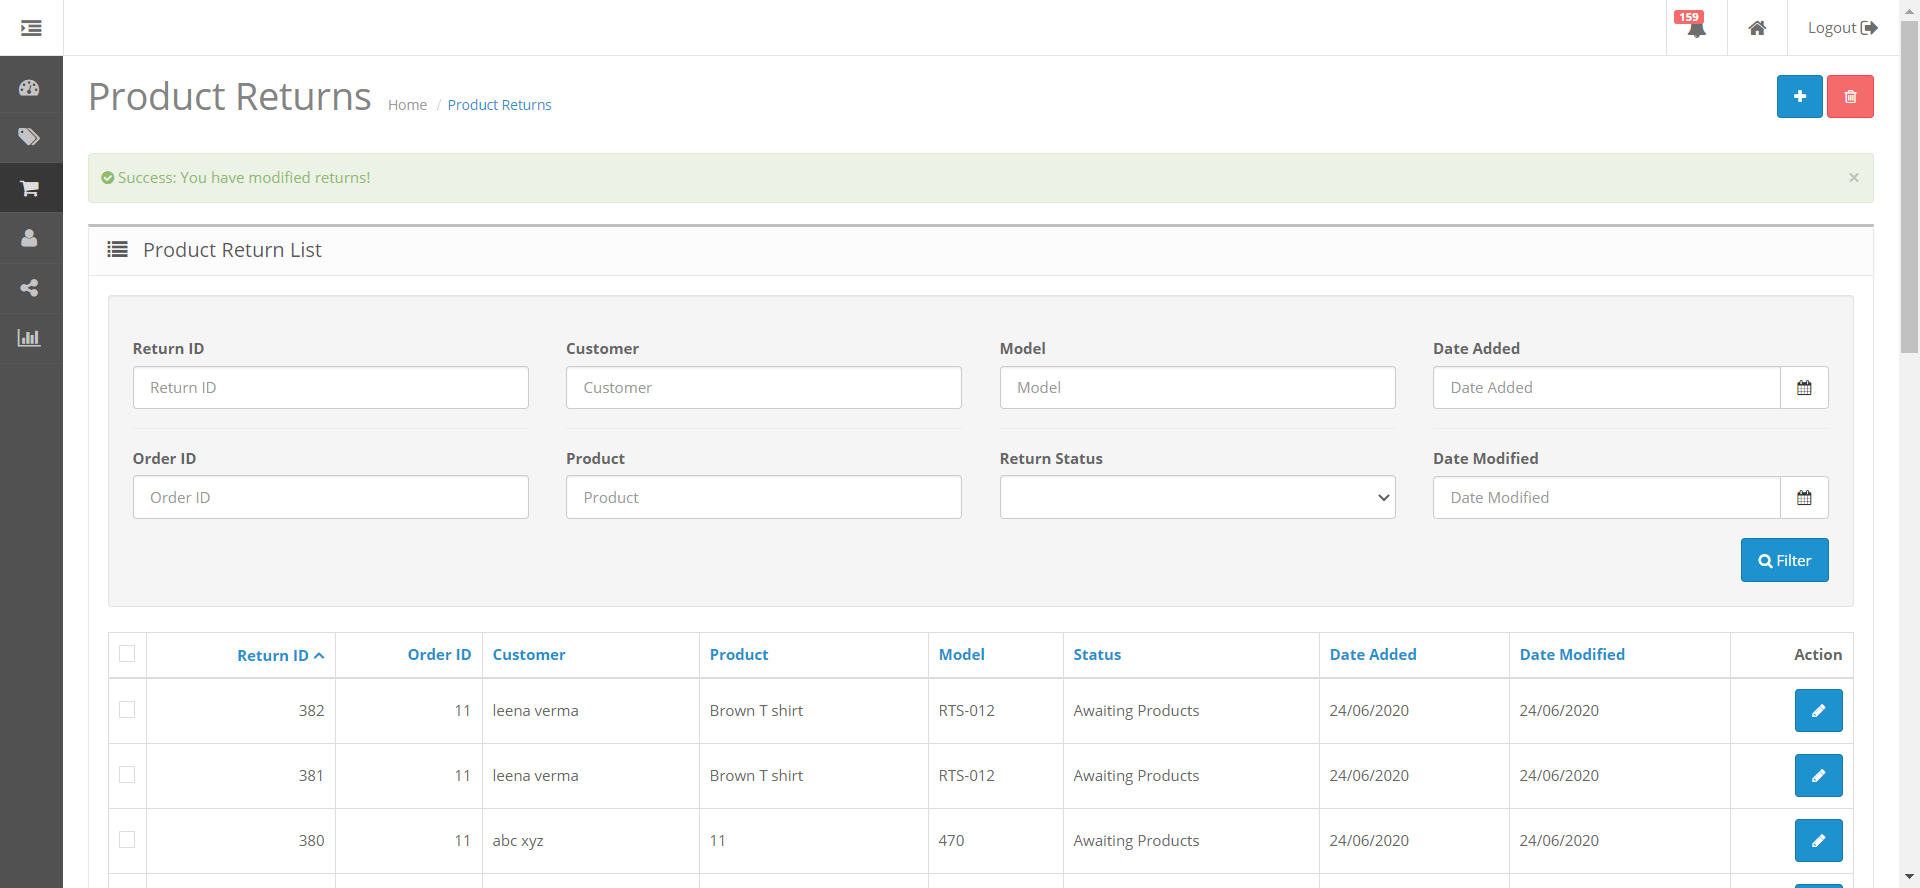 159
Logout
Product Returns Home / Product Returns
Success: You have modified returns! ×
Product Return List
Return ID Customer Model Date Added
Return ID Customer Model Date Added
Order ID Product Return Status Date Modified
Order ID Product Date Modified
Filter
Return ID Order ID Customer Product Model Status Date Added Date Modified Action
382 11 leena verma Brown T shirt RTS-012 Awaiting Products 24/06/2020 24/06/2020
381 11 leena verma Brown T shirt RTS-012 Awaiting Products 24/06/2020 24/06/2020
380 11 abc xyz 11 470 Awaiting Products 24/06/2020 24/06/2020